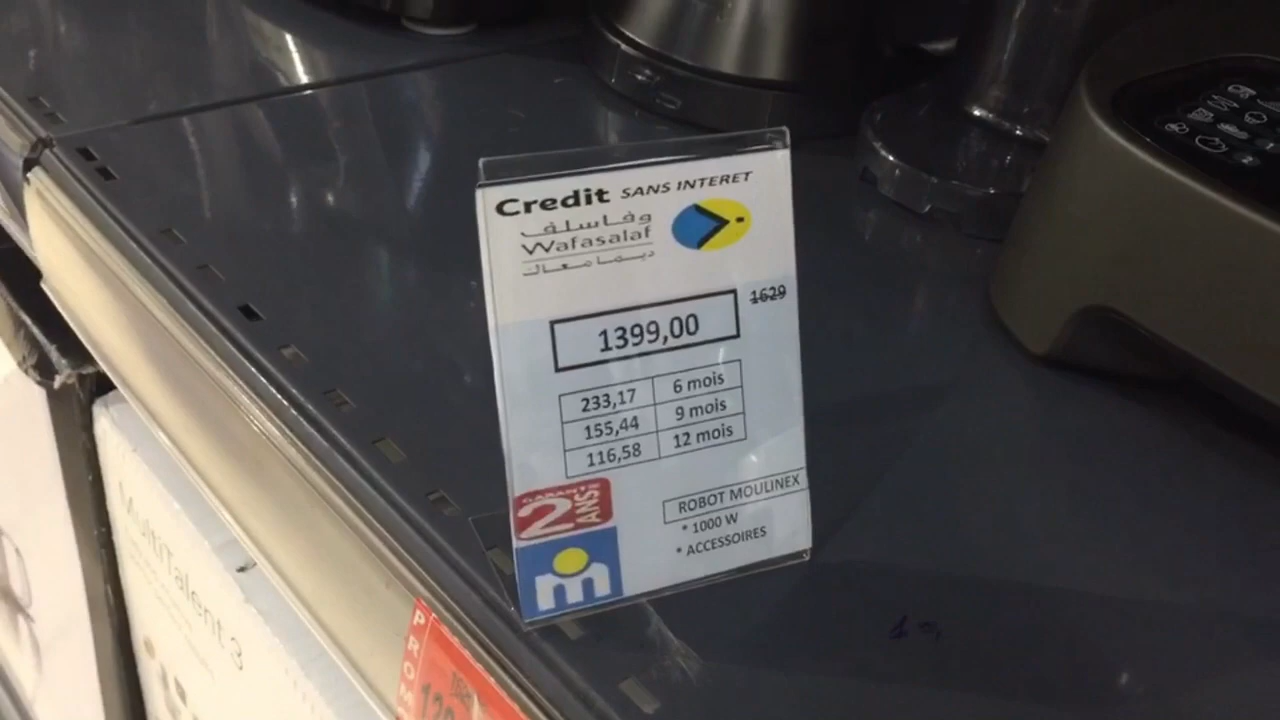 Credit SANS INTERET
وفاسلف
Wafasalaf
ديما معاك
1629
1399,00
233,17 6 mois
155,44 9 mois
116,58 12 mois
GARANTIE
2 ANS
ROBOT MOULINEX
* 1000 W
* ACCESSOIRES
m
MultiTalent 3
PROM